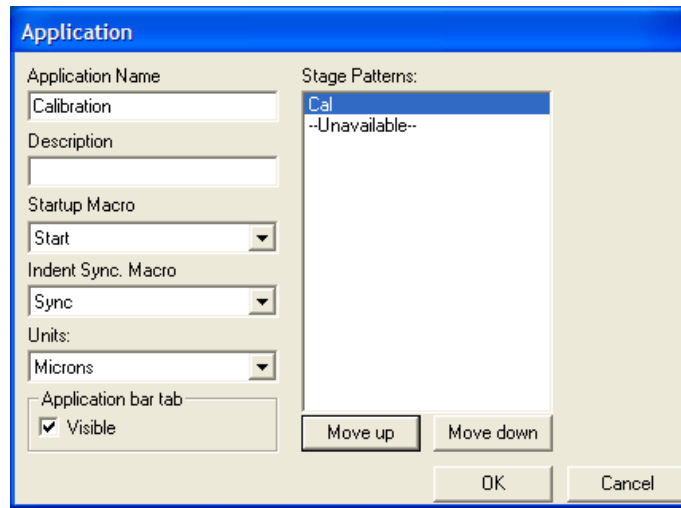 Application
Application Name
Calibration
Description
Startup Macro
Start
Indent Sync. Macro
Sync
Units:
Microns
Application bar tab
Visible
Stage Patterns:
Cal
--Unavailable--
Move up
Move down
OK
Cancel